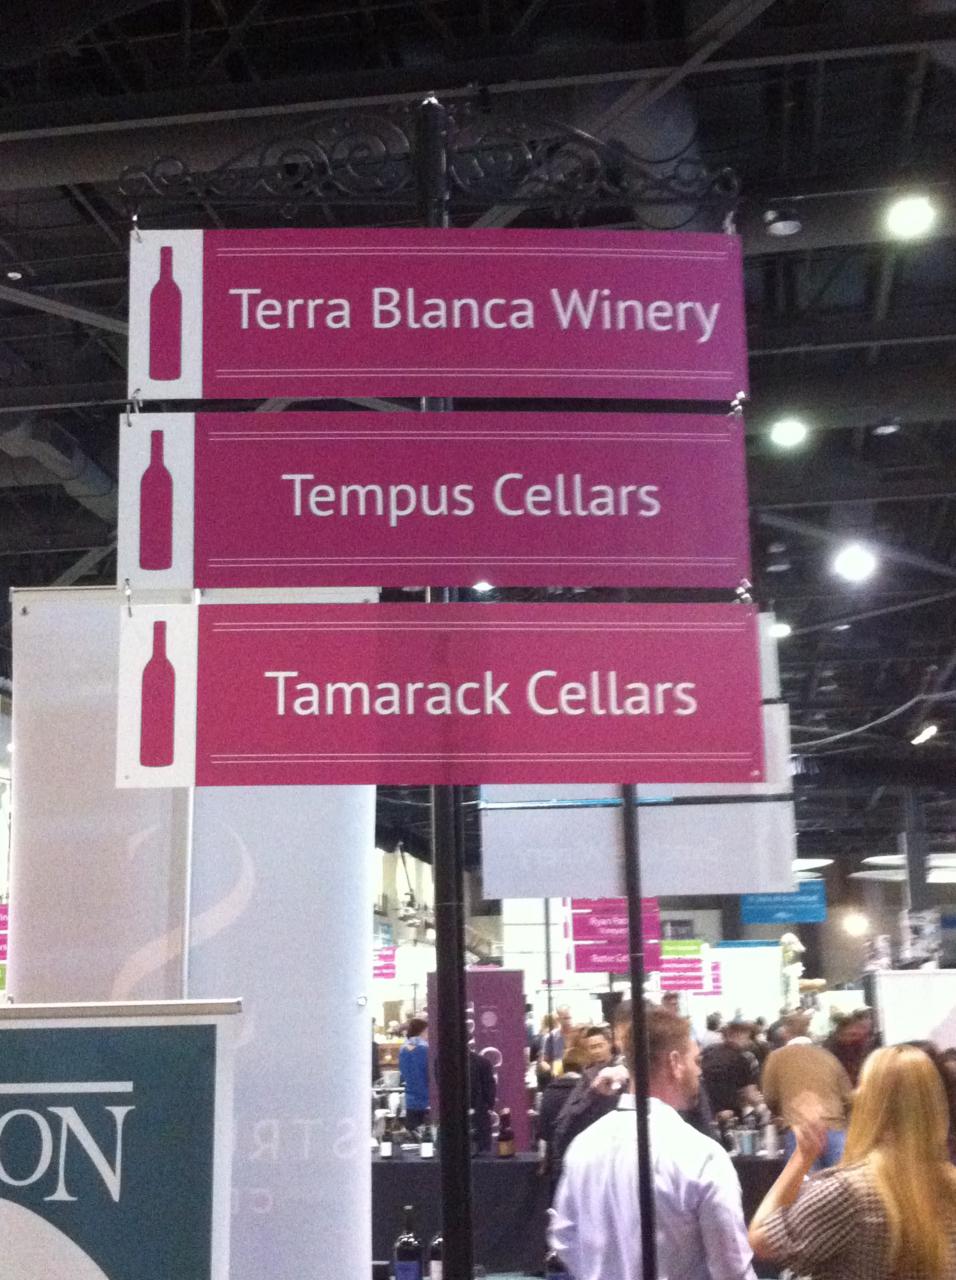 Terra Blanca Winery
Tempus Cellars
Tamarack Cellars
ON